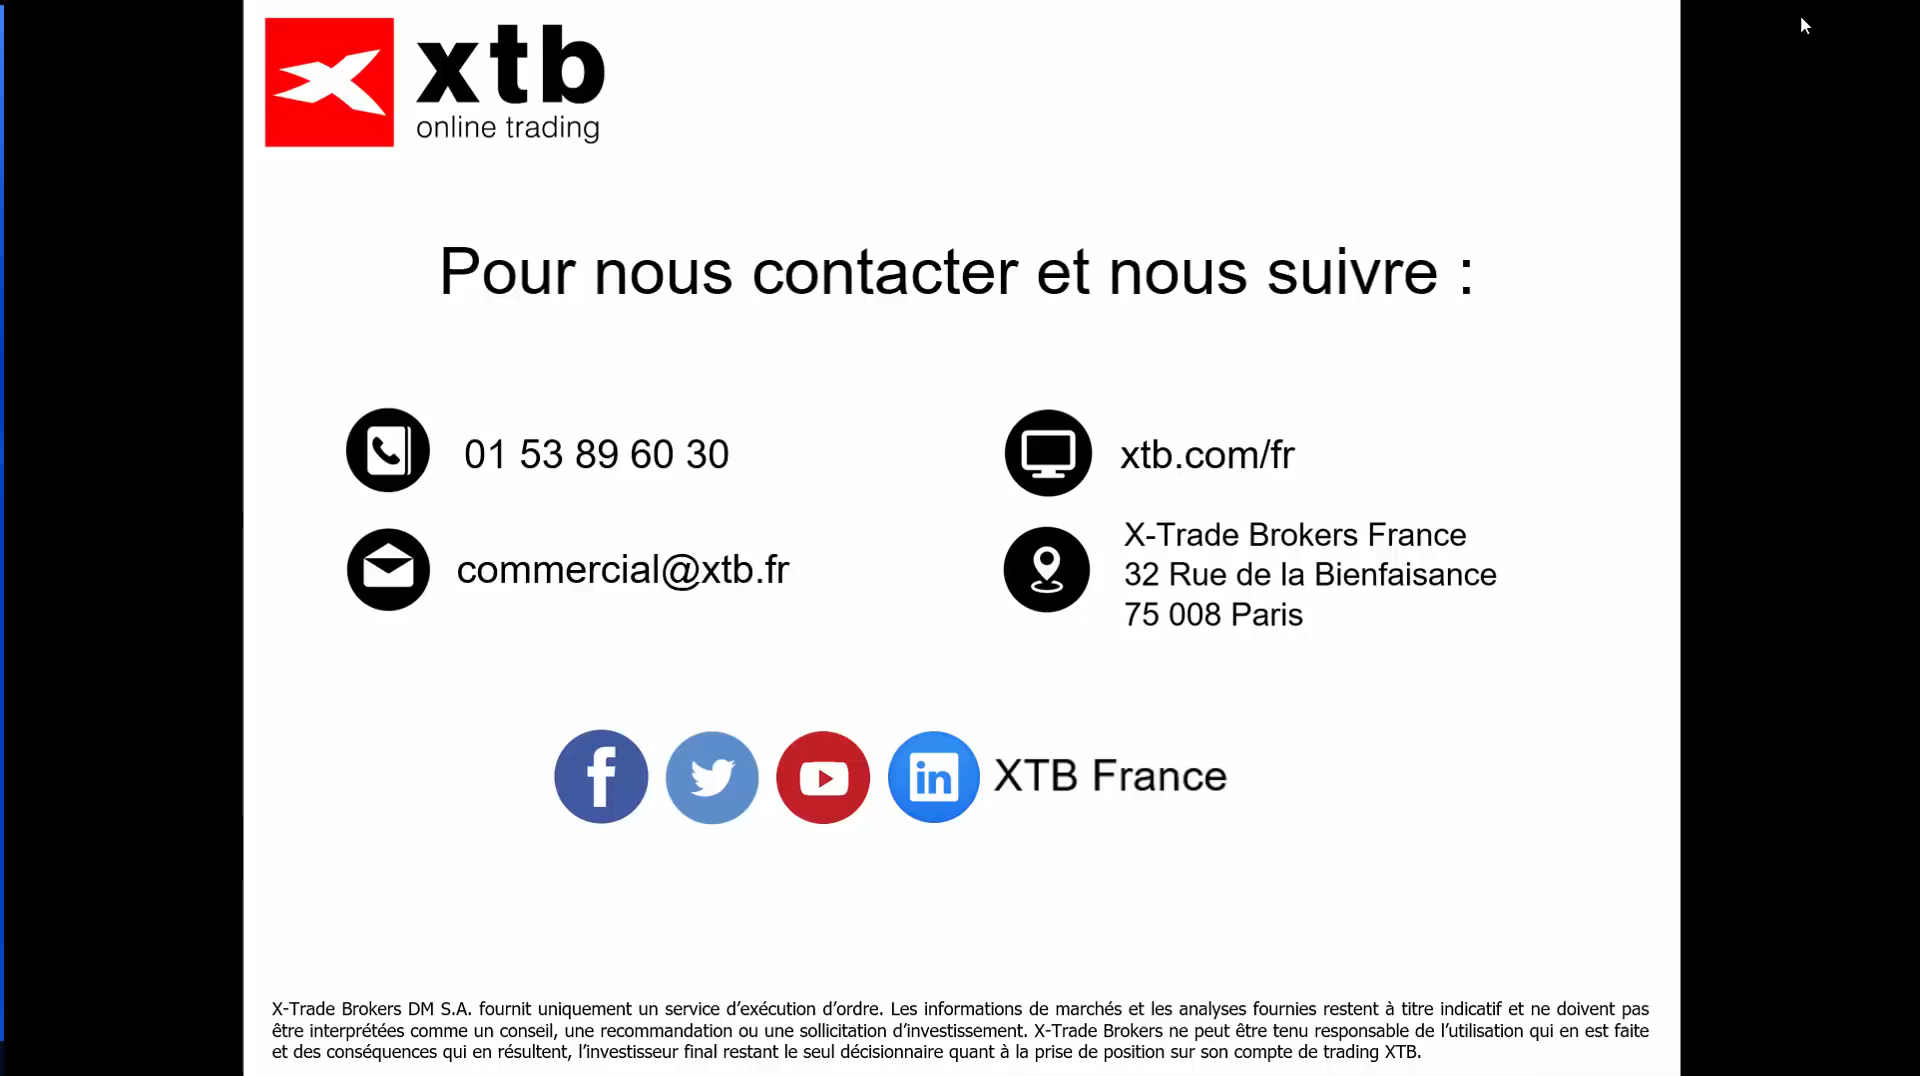 xtb
online trading
Pour nous contacter et nous suivre :
01 53 89 60 30
xtb.com/fr
commercial@xtb.fr
X-Trade Brokers France
32 Rue de la Bienfaisance
75 008 Paris
XTB France
X-Trade Brokers DM S.A. fournit uniquement un service d’exécution d’ordre. Les informations de marchés et les analyses fournies restent à titre indicatif et ne doivent pas
être interprétées comme un conseil, une recommandation ou une sollicitation d’investissement. X-Trade Brokers ne peut être tenu responsable de l’utilisation qui en est faite
et des conséquences qui en résultent, l’investisseur final restant le seul décisionnaire quant à la prise de position sur son compte de trading XTB.